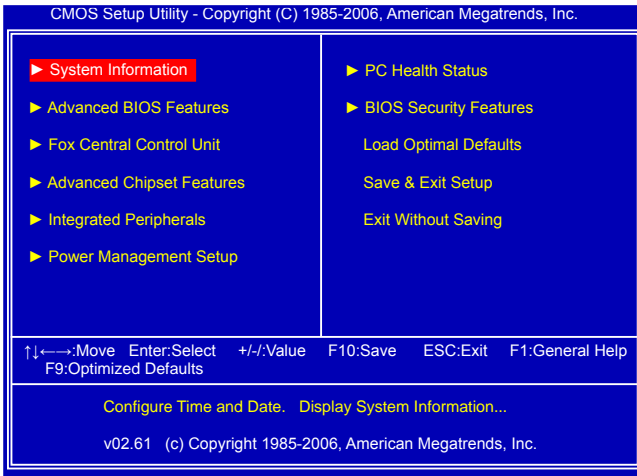 CMOS Setup Utility - Copyright (C) 1985-2006, American Megatrends, Inc.
► System Information
► Advanced BIOS Features
► Fox Central Control Unit
► Advanced Chipset Features
► Integrated Peripherals
► Power Management Setup
► PC Health Status
► BIOS Security Features
Load Optimal Defaults
Save & Exit Setup
Exit Without Saving
↑↓←→:Move Enter:Select +/-/:Value F10:Save ESC:Exit F1:General Help
F9:Optimized Defaults
Configure Time and Date. Display System Information...
v02.61 (c) Copyright 1985-2006, American Megatrends, Inc.